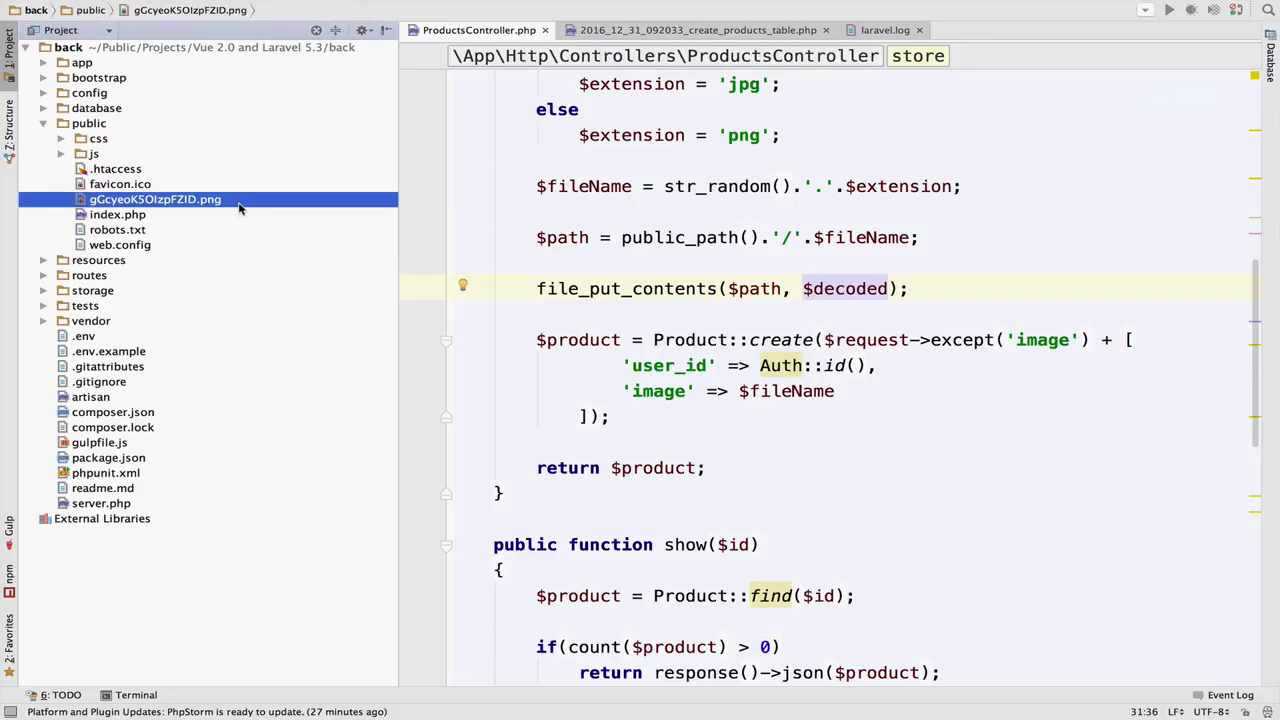 back public gGcyeoK5OIzpFZID.png
1: Project
Project
ProductsController.php
2016_12_31_092033_create_products_table.php
laravel.log
back ~/Public/Projects/Vue 2.0 and Laravel 5.3/back
app
bootstrap
config
database
public
css
js
.htaccess
favicon.ico
gGcyeoK5OIzpFZID.png
index.php
robots.txt
web.config
resources
routes
storage
tests
vendor
.env
.env.example
.gitattributes
.gitignore
artisan
composer.json
composer.lock
gulpfile.js
package.json
phpunit.xml
readme.md
server.php
External Libraries
Z: Structure
Gulp
npm
2: Favorites
\App\Http\Controllers\ProductsController store
$extension = 'jpg';
else
$extension = 'png';
$fileName = str_random().'.'.$extension;
$path = public_path().'/'.$fileName;
file_put_contents($path, $decoded);
$product = Product::create($request->except('image') + [
'user_id' => Auth::id(),
'image' => $fileName
]);
return $product;
}
public function show($id)
{
$product = Product::find($id);
if(count($product) > 0)
return response()->json($product);
Database
6: TODO Terminal Event Log
Platform and Plugin Updates: PhpStorm is ready to update. (27 minutes ago) 31:36 LF÷ UTF-8÷